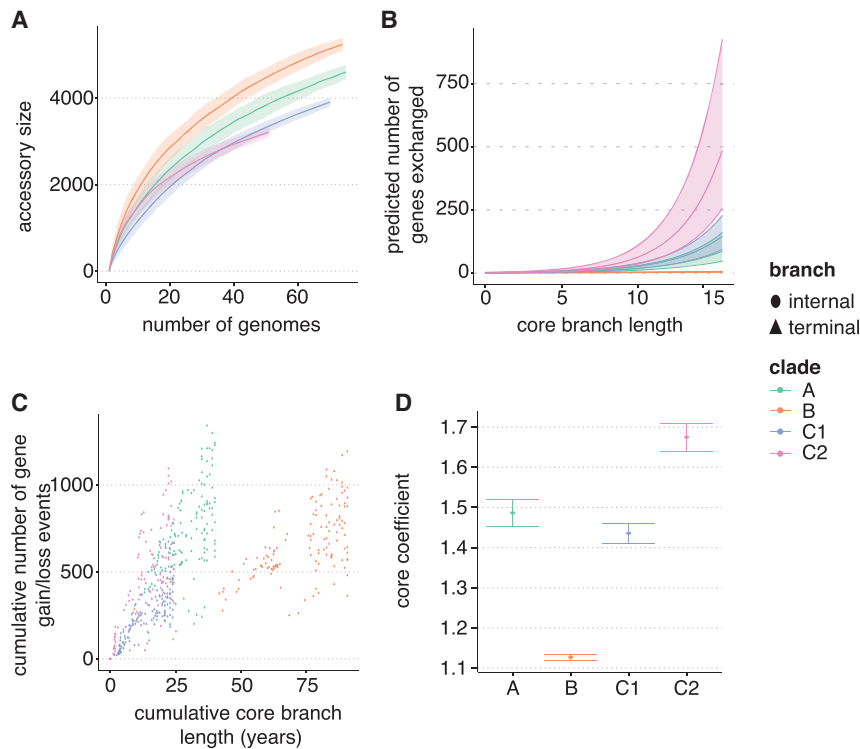 A
accessory size
4000
2000
0
0
20
40
60
number of genomes
B
predicted number of
genes exchanged
750
500
250
0
0
5
10
15
core branch length
branch
internal
terminal
clade
A
B
C1
C2
C
cumulative number of gene
gain/loss events
1000
500
0
0
25
50
75
cumulative core branch
length (years)
D
core coefficient
1.7
1.6
1.5
1.4
1.3
1.2
1.1
A
B
C1
C2